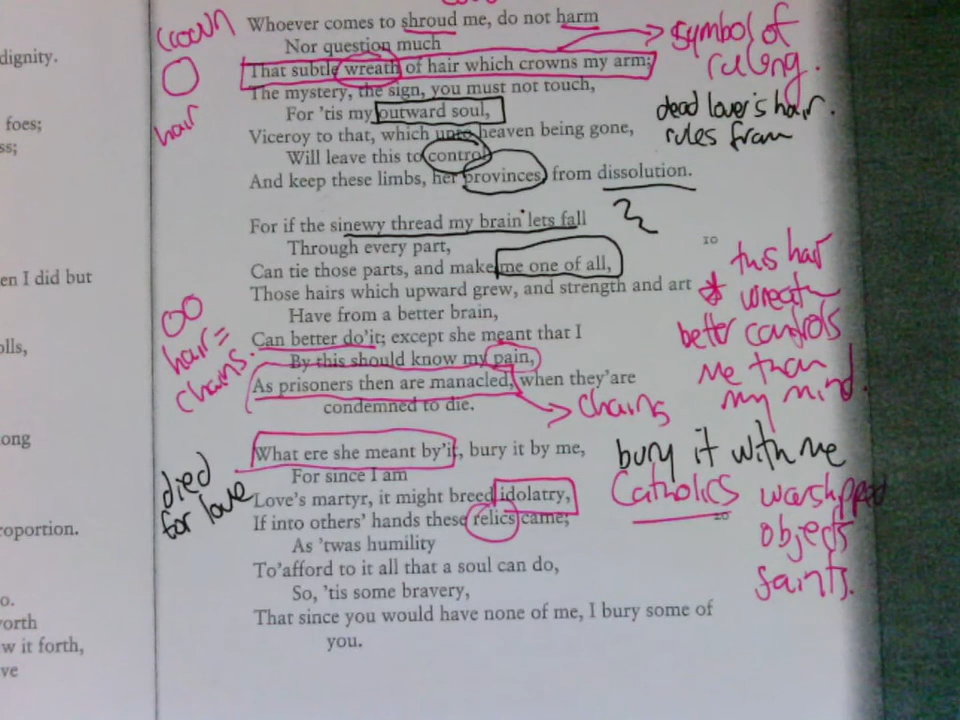 Whoever comes to shroud me, do not harm
Nor question much
That subtle wreath of hair which crowns my arm;
The mystery, the sign, you must not touch,
For 'tis my outward soul,
Viceroy to that, which unto heaven being gone,
Will leave this to control
And keep these limbs, her provinces, from dissolution.
For if the sinewy thread my brain lets fall
Through every part,
10
Can tie those parts, and make me one of all,
Those hairs which upward grew, and strength and art
Have from a better brain,
Can better do'it; except she meant that I
By this should know my pain,
As prisoners then are manacled, when they'are
condemned to die.
What ere she meant by'it, bury it by me,
For since I am
Love's martyr, it might breed idolatry,
20
If into others' hands these relics came;
As 'twas humility
To'afford to it all that a soul can do,
So, 'tis some bravery,
That since you would have none of me, I bury some of
you.
crown
hair
symbol of
ruling.
dead lover's hair.
rules from
this hair
wreath
better controls
me than
my mind.
hair =
chains.
chains
died
for love
bury it with me
Catholics worshipped
objects
saints.
dignity.
foes;
ss;
en I did but
olls,
ong
roportion.
o.
orth
w it forth,
ve